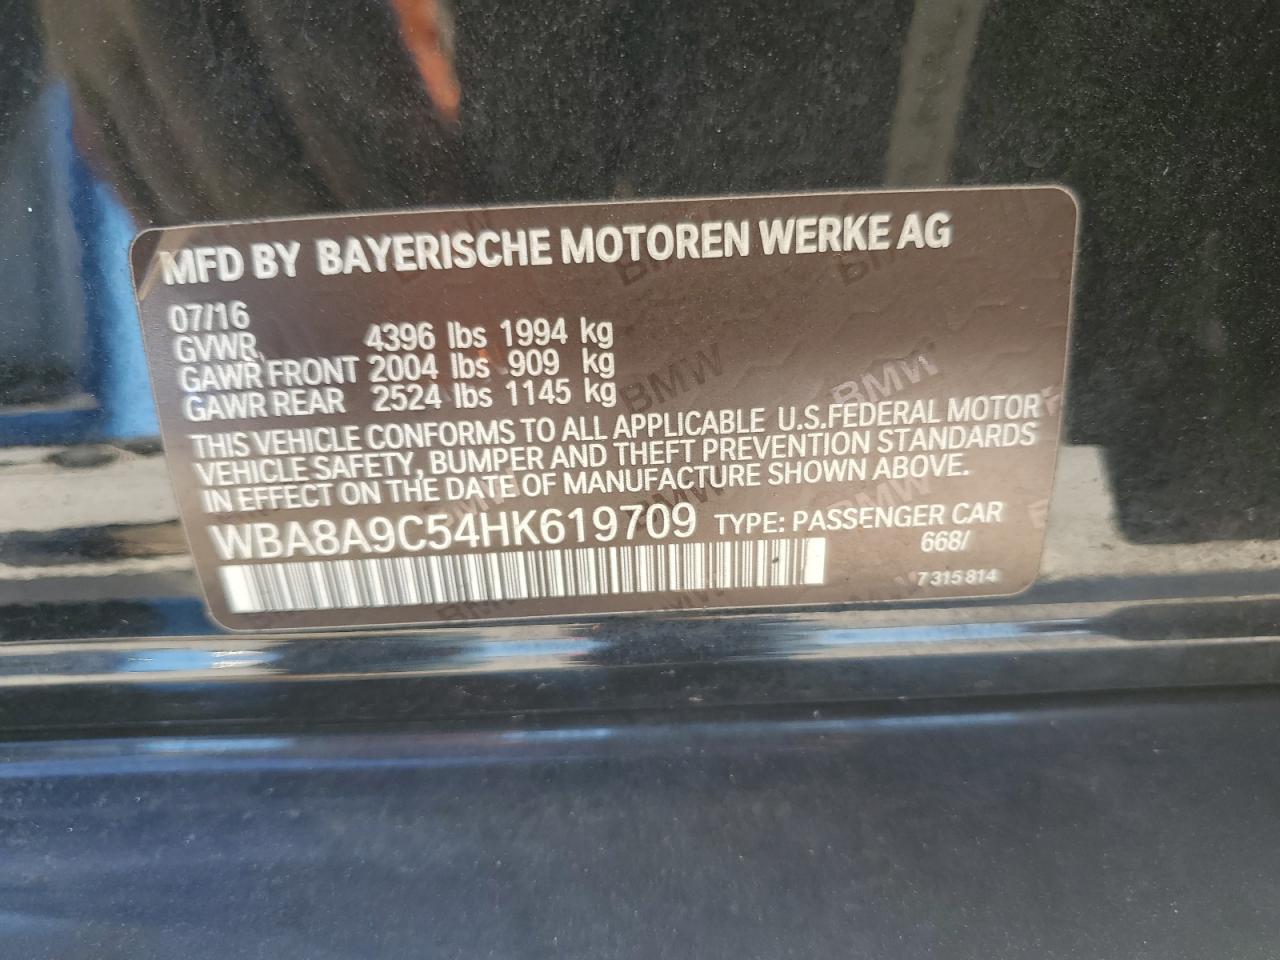 MFD BY BAYERISCHE MOTOREN WERKE AG
07/16
GVWR, 4396 lbs 1994 kg
GAWR FRONT 2004 lbs 909 kg
GAWR REAR 2524 lbs 1145 kg
THIS VEHICLE CONFORMS TO ALL APPLICABLE U.S.FEDERAL MOTOR
VEHICLE SAFETY, BUMPER AND THEFT PREVENTION STANDARDS
IN EFFECT ON THE DATE OF MANUFACTURE SHOWN ABOVE.
WBA8A9C54HK619709 TYPE: PASSENGER CAR
668/
7 315 814